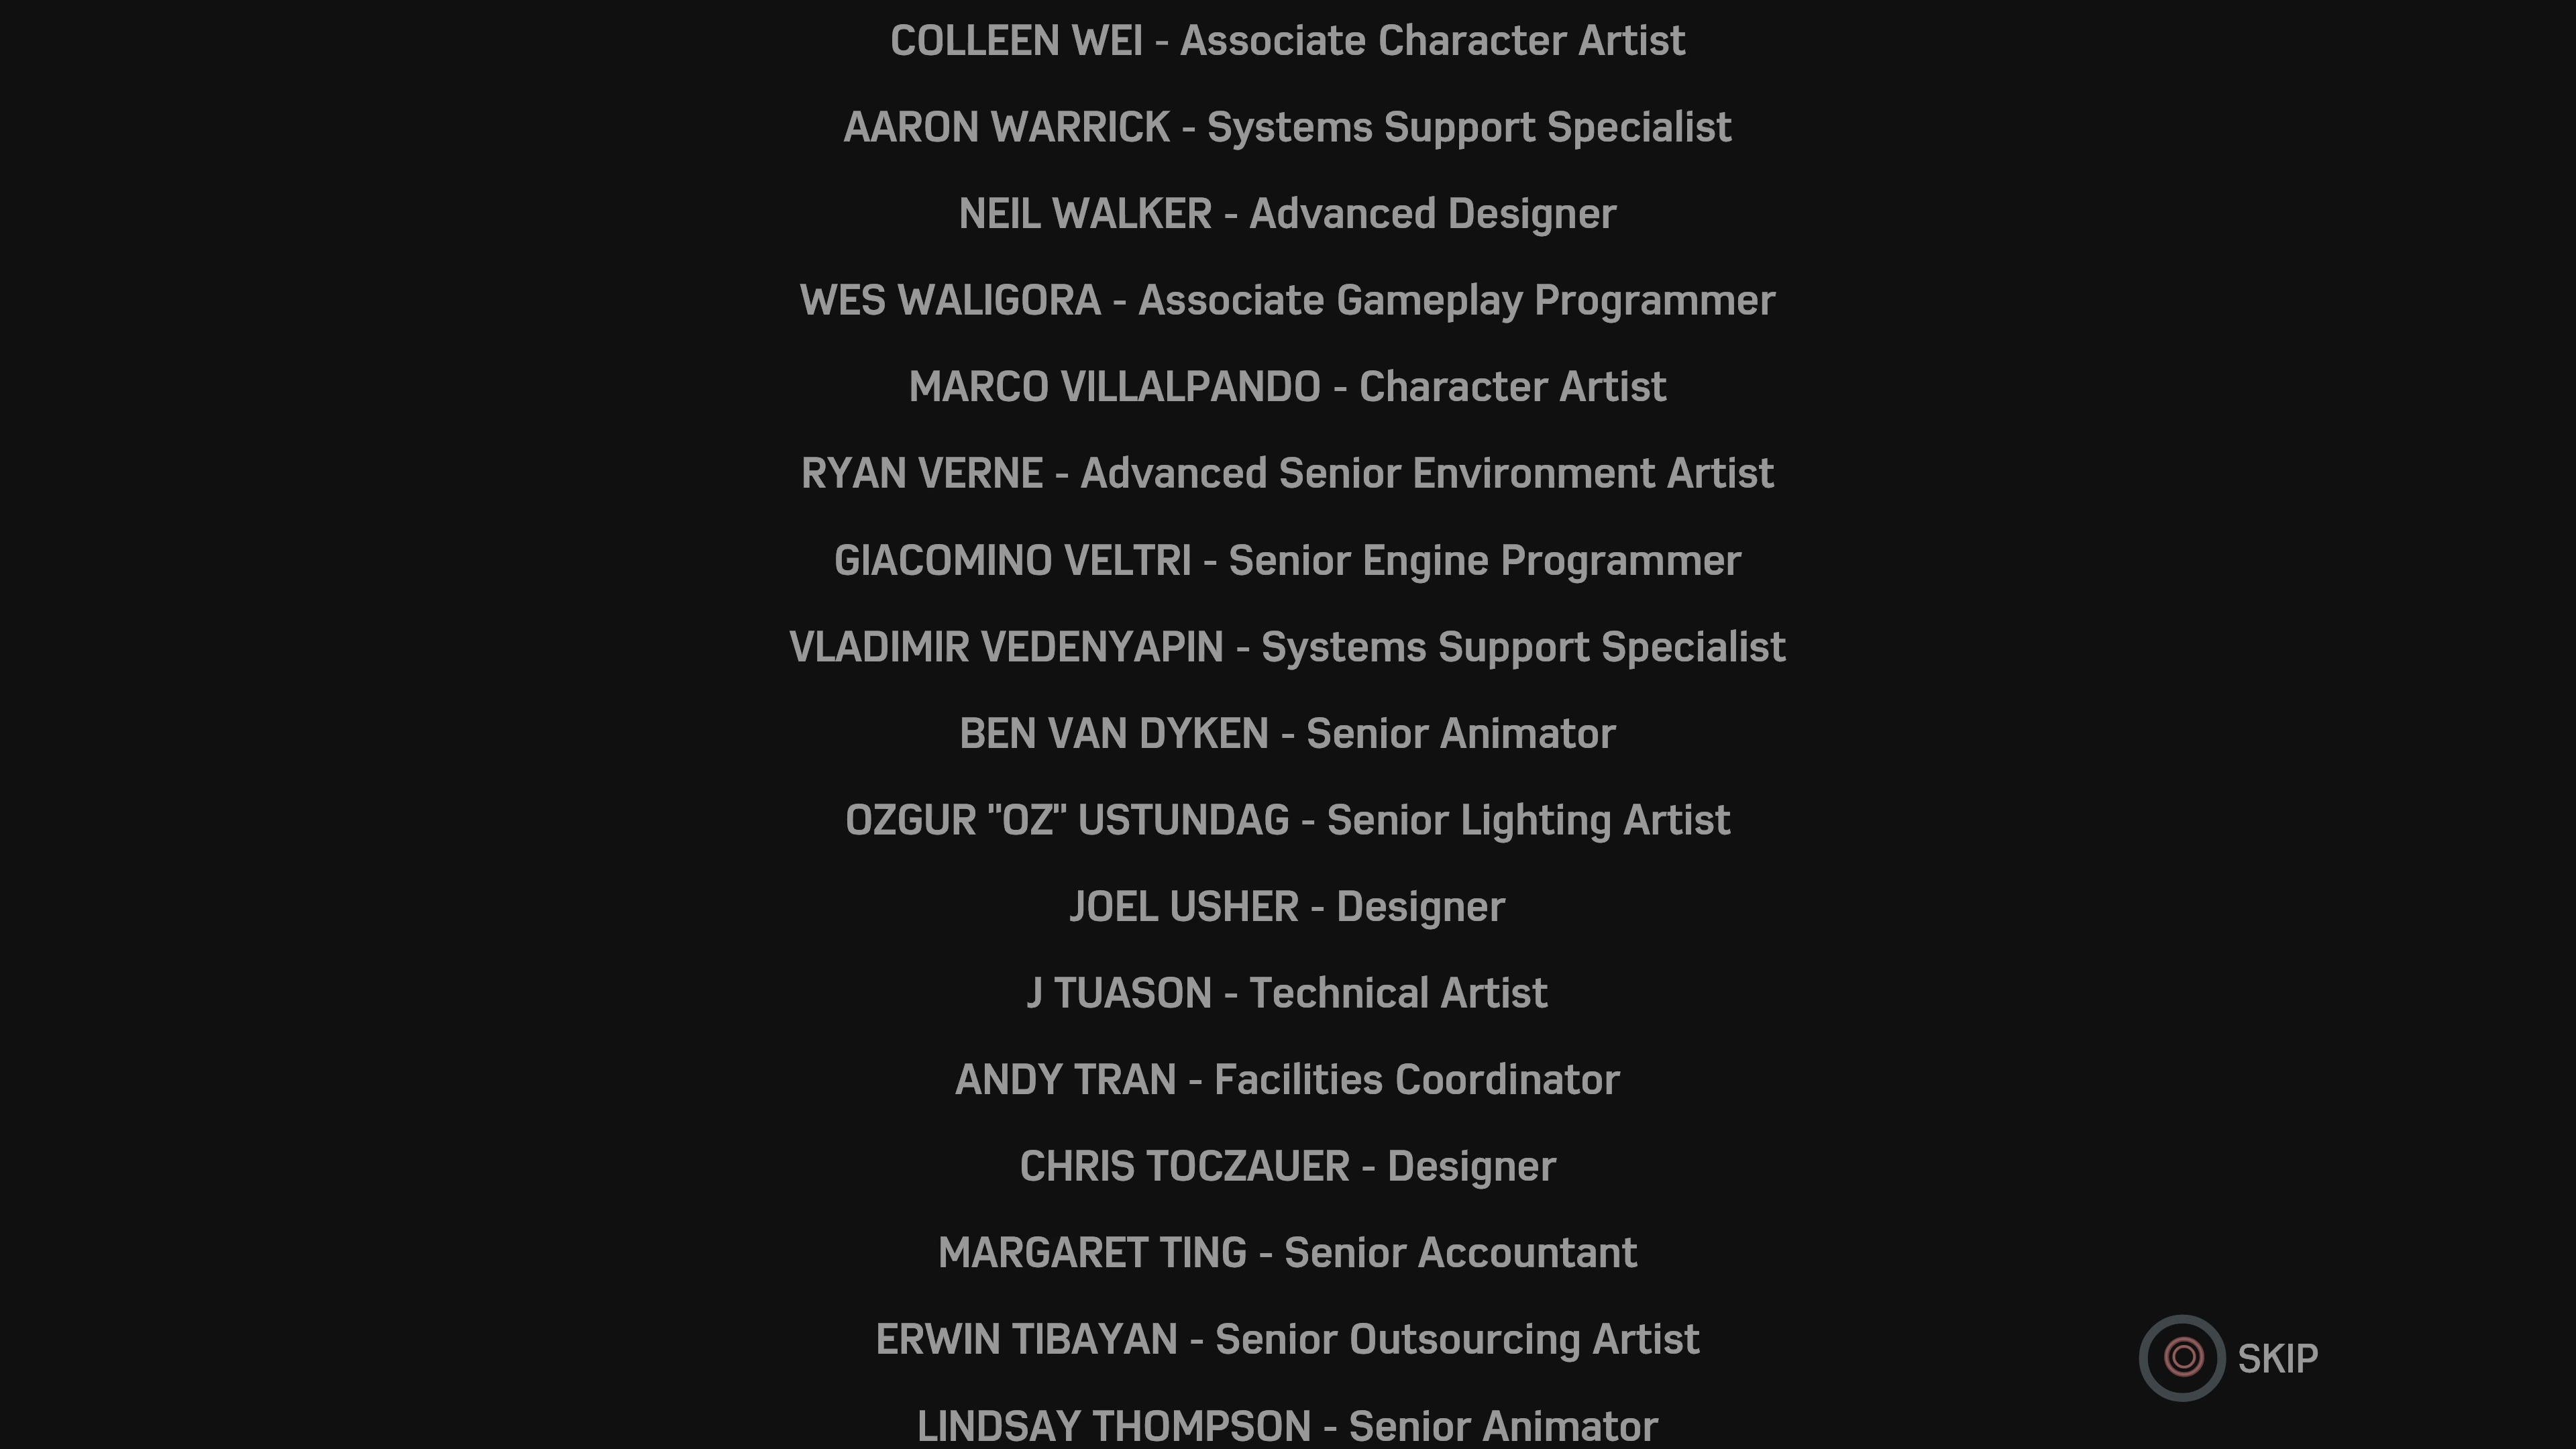 COLLEEN WEI - Associate Character Artist
AARON WARRICK - Systems Support Specialist
NEIL WALKER - Advanced Designer
WES WALIGORA - Associate Gameplay Programmer
MARCO VILLALPANDO - Character Artist
RYAN VERNE - Advanced Senior Environment Artist
GIACOMINO VELTRI - Senior Engine Programmer
VLADIMIR VEDENYAPIN - Systems Support Specialist
BEN VAN DYKEN - Senior Animator
OZGUR "OZ" USTUNDAG - Senior Lighting Artist
JOEL USHER - Designer
J TUASON - Technical Artist
ANDY TRAN - Facilities Coordinator
CHRIS TOCZAUER - Designer
MARGARET TING - Senior Accountant
ERWIN TIBAYAN - Senior Outsourcing Artist
SKIP
LINDSAY THOMPSON - Senior Animator